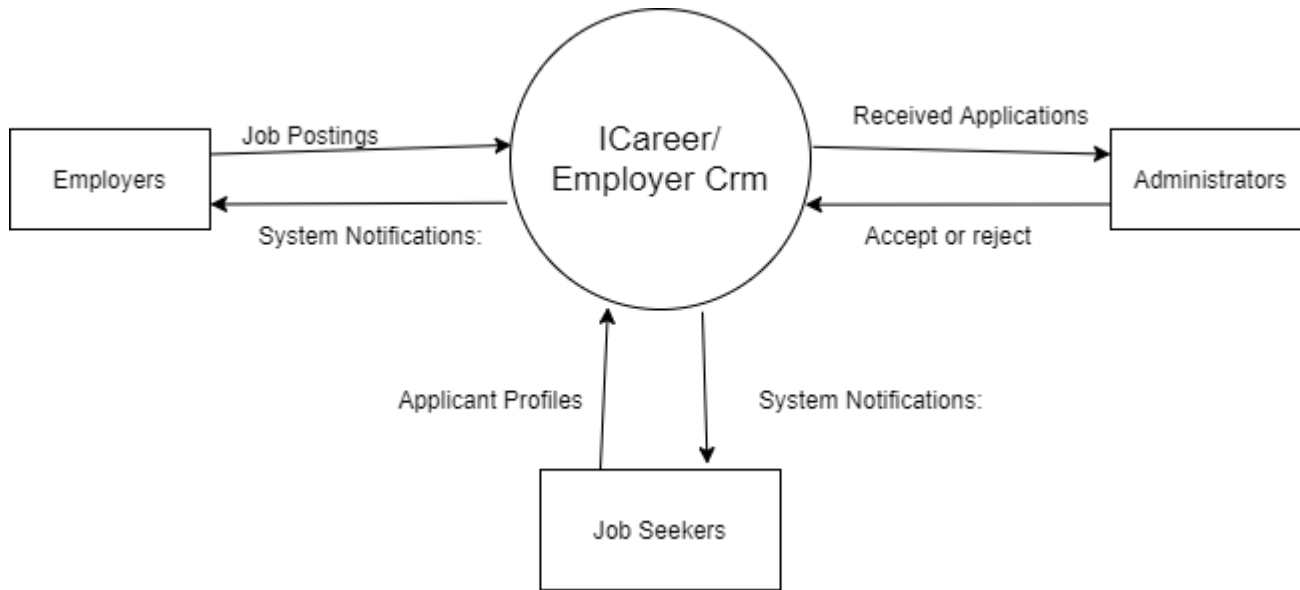 ICareer/
Employer Crm
Received Applications
Job Postings
Employers
Administrators
System Notifications:
Accept or reject
Applicant Profiles
System Notifications:
Job Seekers